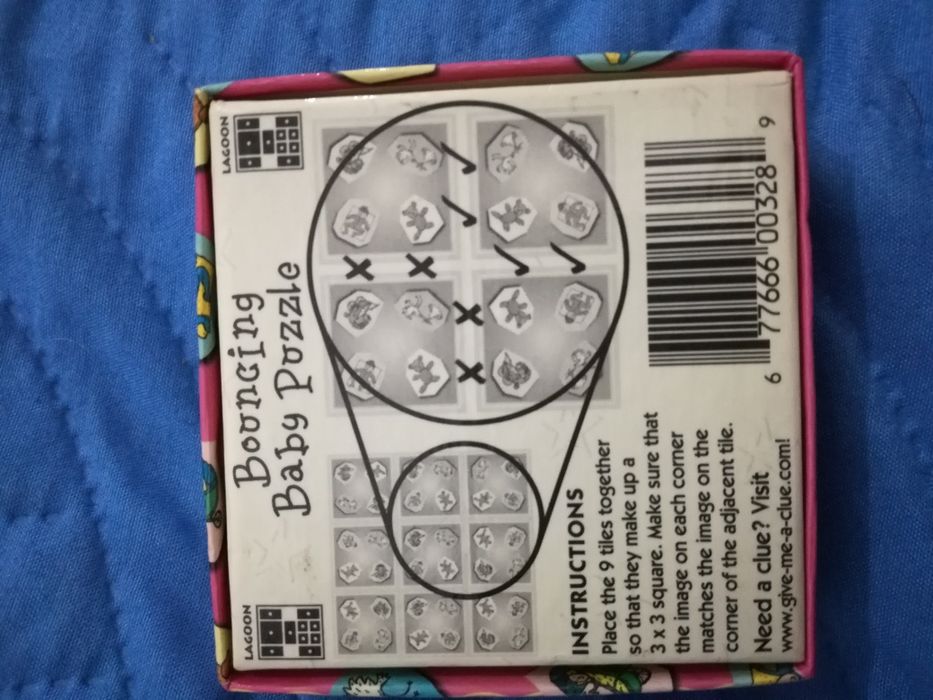 LAGOON
Bouncing
Baby Puzzle
LAGOON
INSTRUCTIONS
Place the 9 tiles together
so that they make up a
3 x 3 square. Make sure that
the image on each corner
matches the image on the
corner of the adjacent tile.
Need a clue? Visit
www.give-me-a-clue.com!
6 77666 00328 9